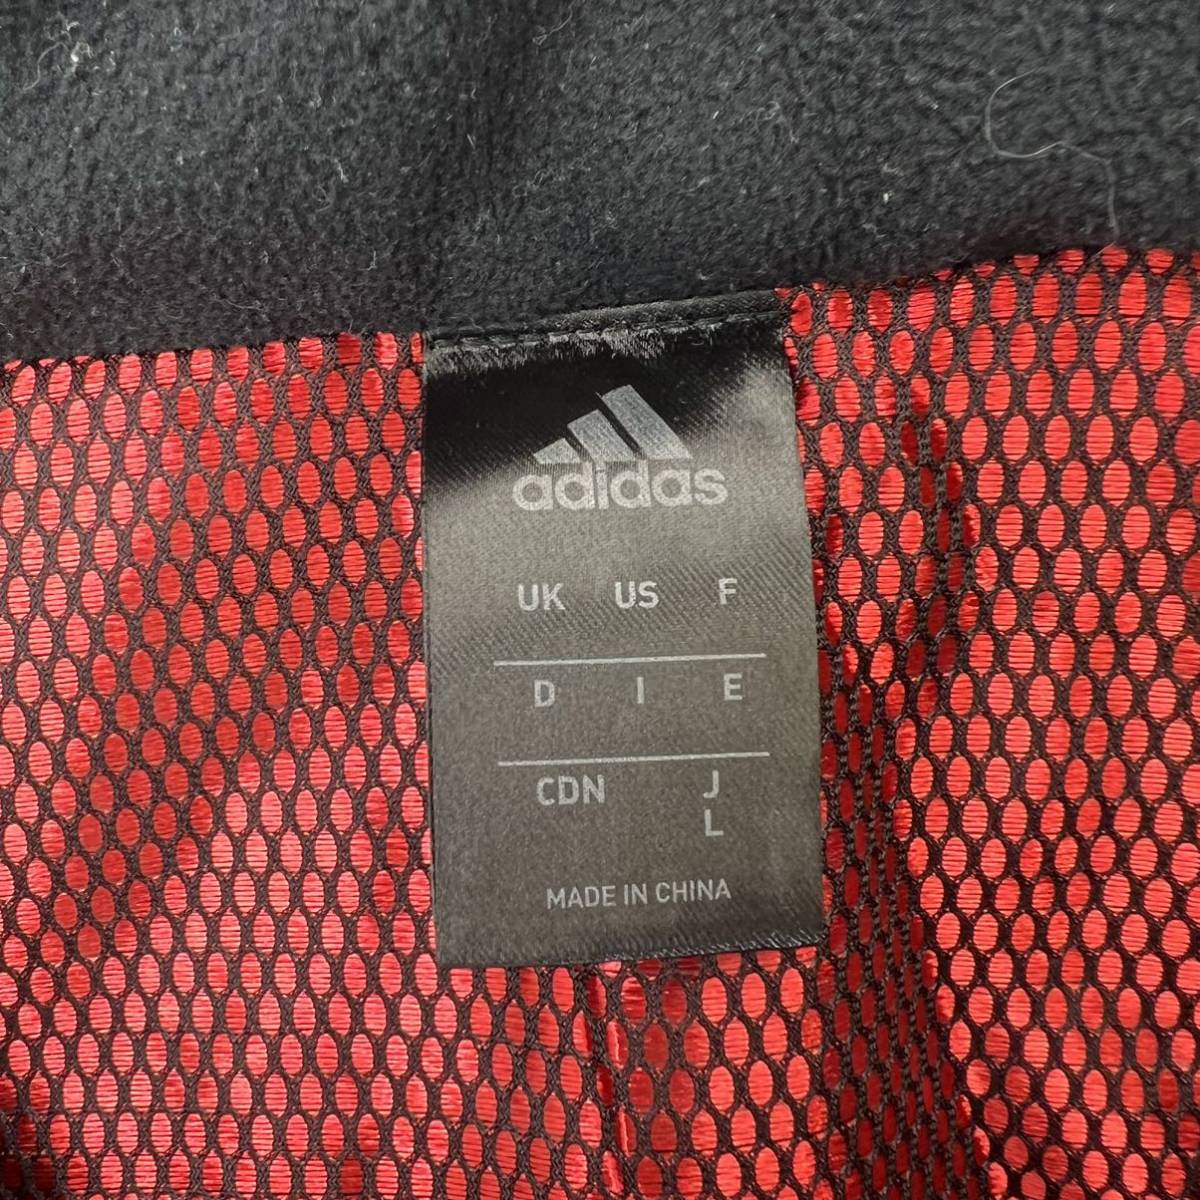 adidas
UK US F
D I E
CDN J
L
MADE IN CHINA